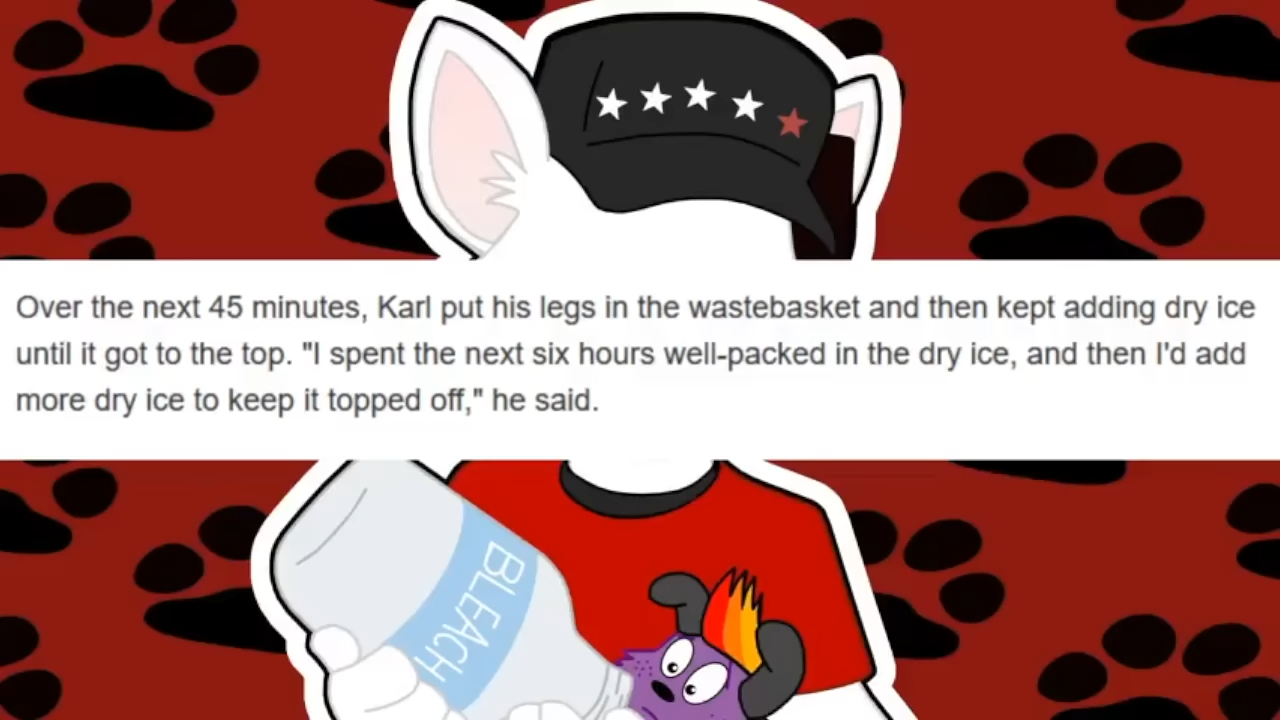 Over the next 45 minutes, Karl put his legs in the wastebasket and then kept adding dry ice
until it got to the top. "I spent the next six hours well-packed in the dry ice, and then I'd add
more dry ice to keep it topped off," he said.
BLEACH